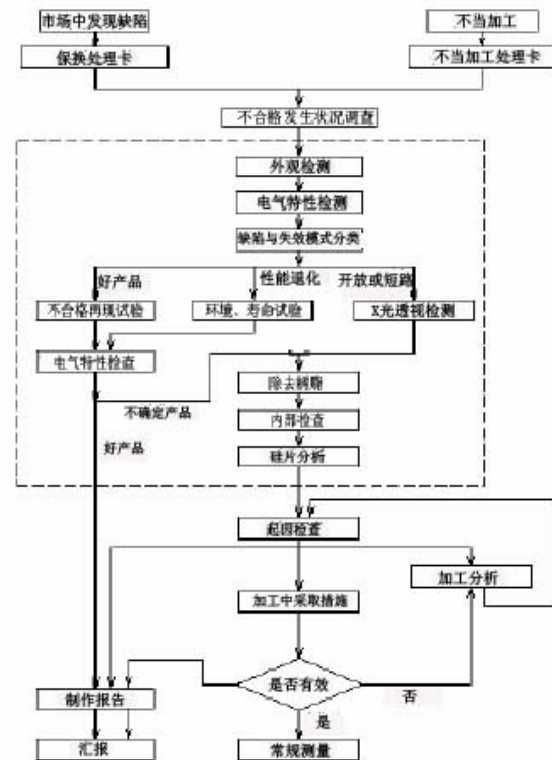 市场中发现缺陷
不当加工
保换处理卡
不当加工处理卡
不合格发生状况调查
外观检测
电气特性检测
缺陷与失效模式分类
好产品
性能退化
开放或短路
不合格再现试验
环境、寿命试验
X光透视检测
电气特性检查
除去树脂
不确定产品
内部检查
好产品
硅片分析
起因检查
加工分析
加工中采取措施
是否有效
制作报告
否
是
汇报
常规测量